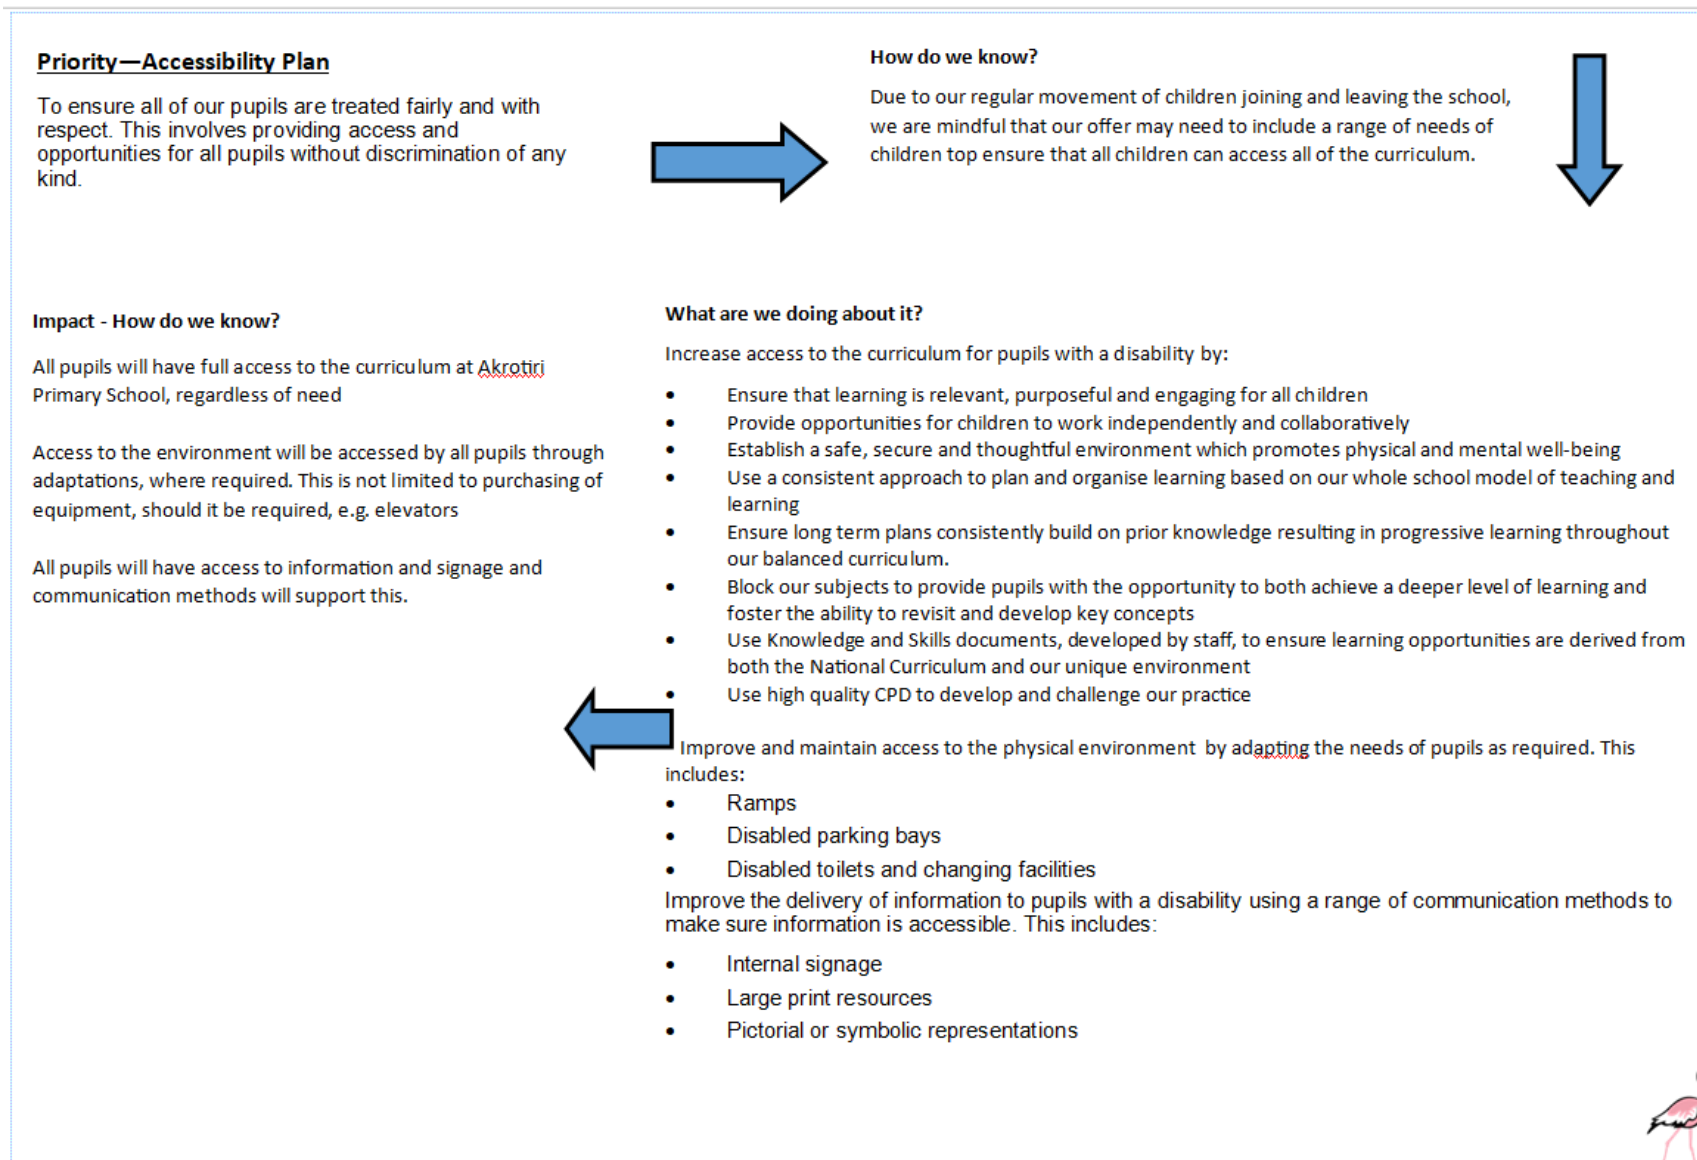 Priority—Accessibility Plan
To ensure all of our pupils are treated fairly and with
respect. This involves providing access and
opportunities for all pupils without discrimination of any
kind.
How do we know?
Due to our regular movement of children joining and leaving the school,
we are mindful that our offer may need to include a range of needs of
children top ensure that all children can access all of the curriculum.
What are we doing about it?
Increase access to the curriculum for pupils with a disability by:
• Ensure that learning is relevant, purposeful and engaging for all children
• Provide opportunities for children to work independently and collaboratively
• Establish a safe, secure and thoughtful environment which promotes physical and mental well-being
• Use a consistent approach to plan and organise learning based on our whole school model of teaching and
learning
• Ensure long term plans consistently build on prior knowledge resulting in progressive learning throughout
our balanced curriculum.
• Block our subjects to provide pupils with the opportunity to both achieve a deeper level of learning and
foster the ability to revisit and develop key concepts
• Use Knowledge and Skills documents, developed by staff, to ensure learning opportunities are derived from
both the National Curriculum and our unique environment
• Use high quality CPD to develop and challenge our practice
Improve and maintain access to the physical environment by adapting the needs of pupils as required. This
includes:
• Ramps
• Disabled parking bays
• Disabled toilets and changing facilities
Improve the delivery of information to pupils with a disability using a range of communication methods to
make sure information is accessible. This includes:
• Internal signage
• Large print resources
• Pictorial or symbolic representations
Impact - How do we know?
All pupils will have full access to the curriculum at Akrotiri
Primary School, regardless of need
Access to the environment will be accessed by all pupils through
adaptations, where required. This is not limited to purchasing of
equipment, should it be required, e.g. elevators
All pupils will have access to information and signage and
communication methods will support this.